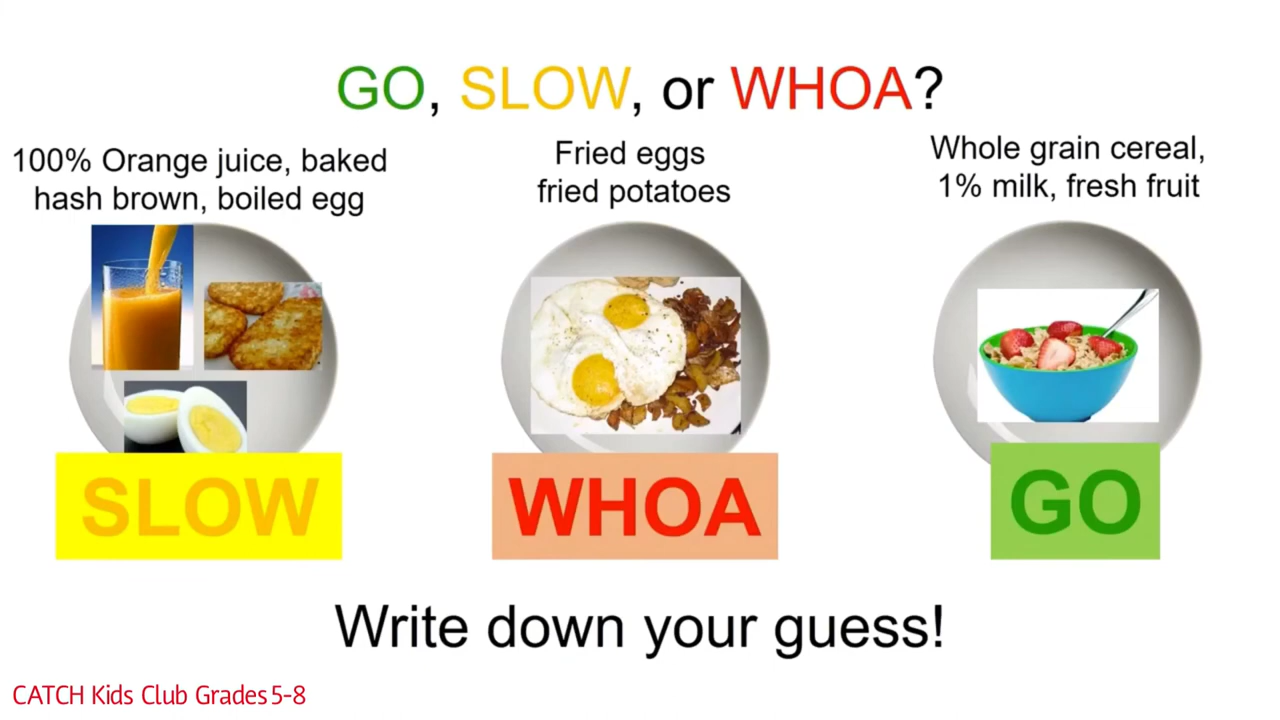 GO, SLOW, or WHOA?
100% Orange juice, baked
hash brown, boiled egg
Fried eggs
fried potatoes
Whole grain cereal,
1% milk, fresh fruit
SLOW
WHOA
GO
Write down your guess!
CATCH Kids Club Grades 5-8